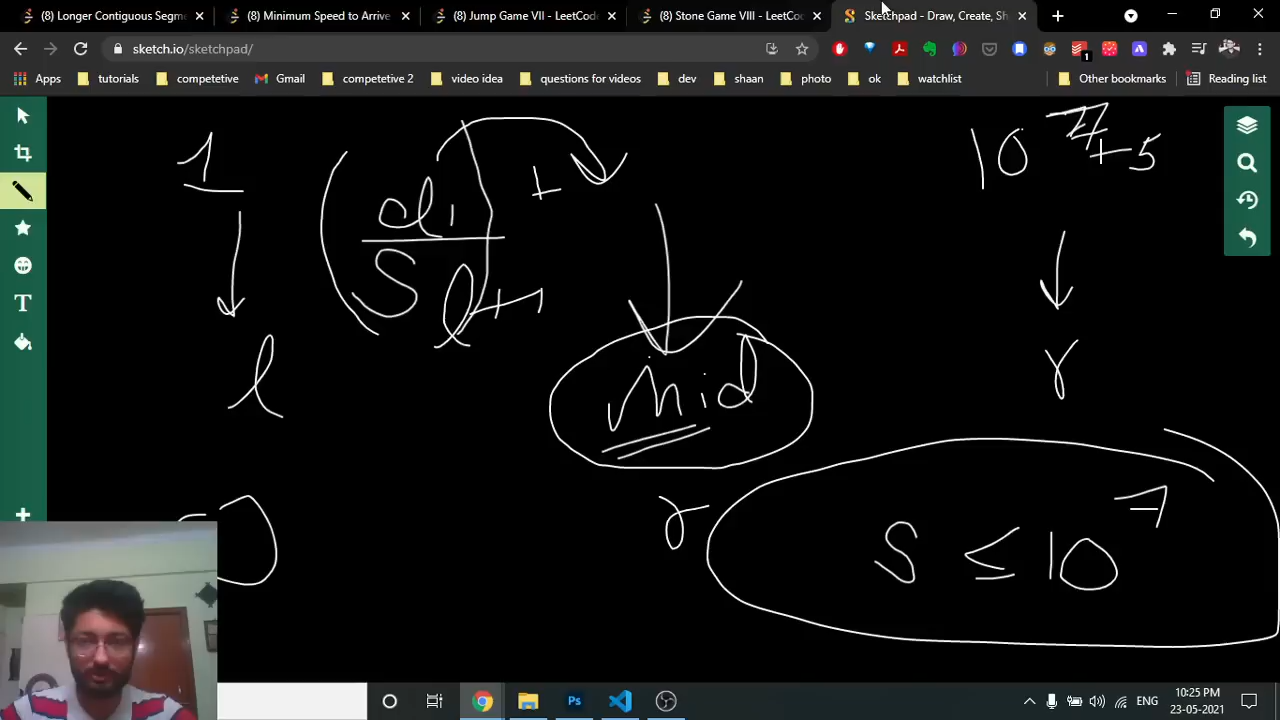 (8) Longer Contiguous Segm
(8) Minimum Speed to Arrive
(8) Jump Game VII - LeetCode
(8) Stone Game VIII - LeetCo
Sketchpad - Draw, Create, Sh
sketch.io/sketchpad/
1
Apps
tutorials
competetive
Gmail
competetive 2
video idea
questions for videos
dev
shaan
photo
ok
watchlist
Other bookmarks
Reading list
1
di
+
10
+5
S
l+1
T
l
mid
r
r
S ≤ 10^7
ENG
10:25 PM
23-05-2021